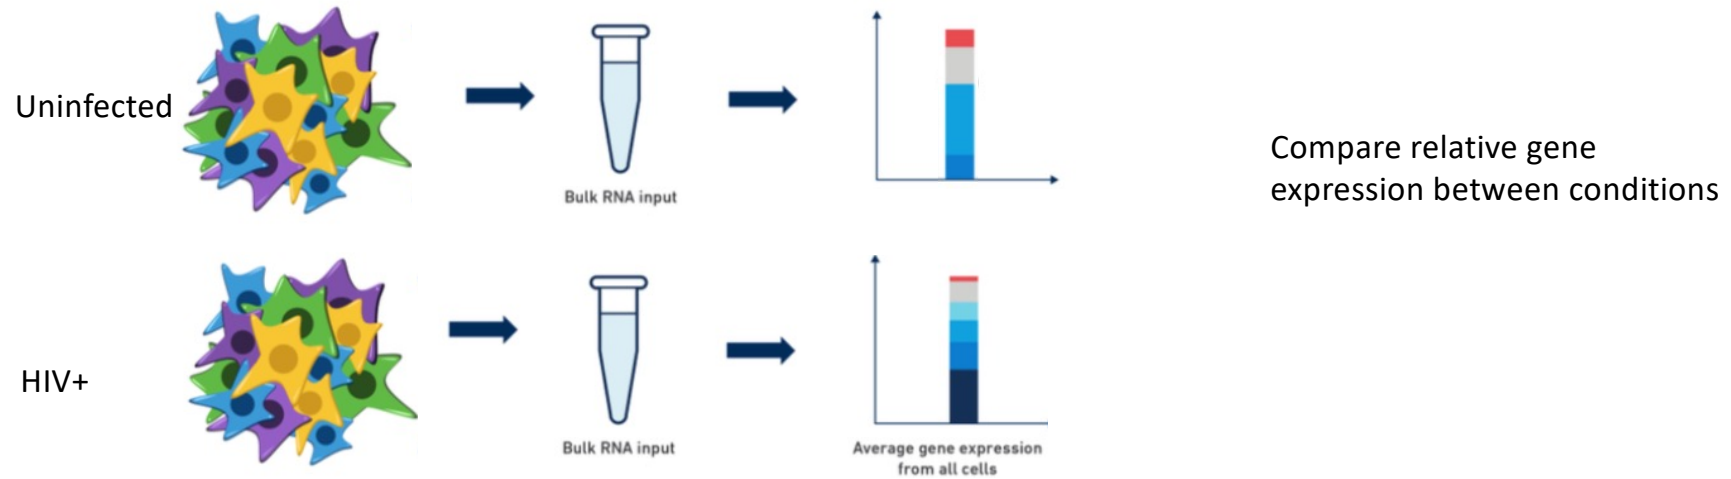 Uninfected
Bulk RNA input
Compare relative gene
expression between conditions
HIV+
Bulk RNA input
Average gene expression
from all cells